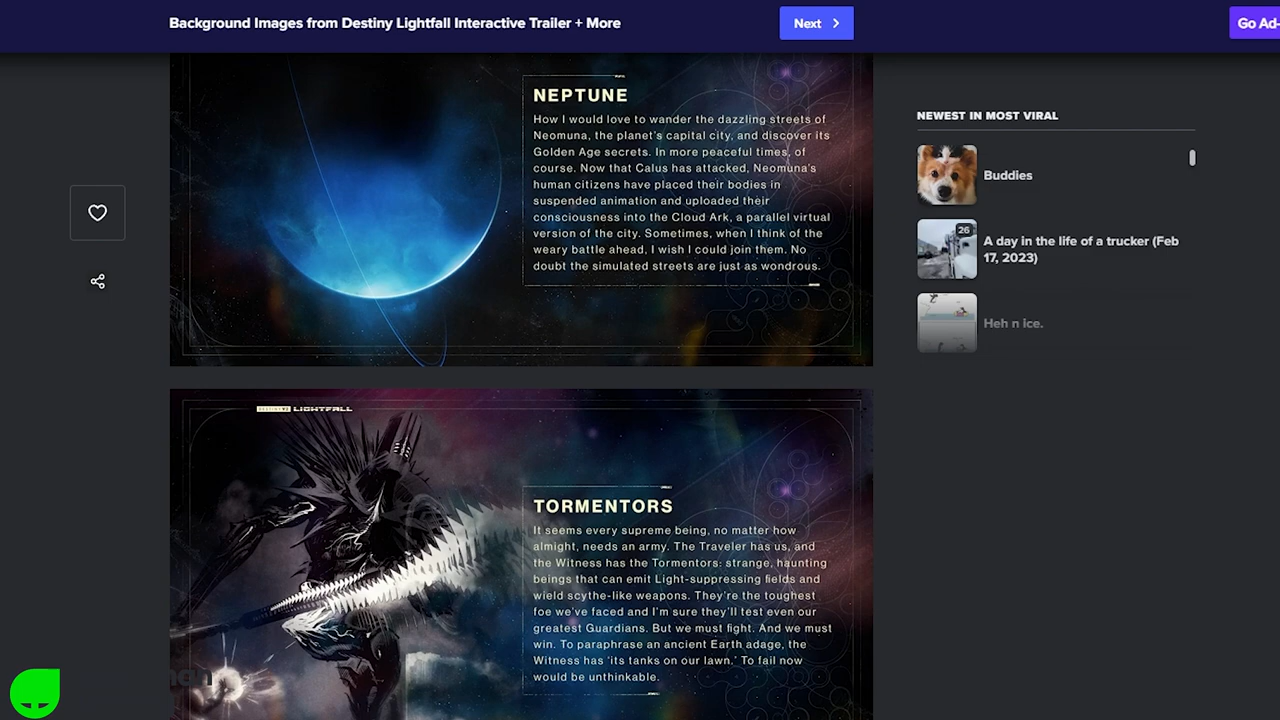 Background Images from Destiny Lightfall Interactive Trailer + More
Next
Go Ad-
NEPTUNE
How I would love to wander the dazzling streets of
Neomuna, the planet's capital city, and discover its
Golden Age secrets. In more peaceful times, of
course. Now that Calus has attacked, Neomuna's
human citizens have placed their bodies in
suspended animation and uploaded their
consciousness into the Cloud Ark, a parallel virtual
version of the city. Sometimes, when I think of the
weary battle ahead, I wish I could join them. No
doubt the simulated streets are just as wondrous.
NEWEST IN MOST VIRAL
Buddies
26
A day in the life of a trucker (Feb
17, 2023)
Heh n ice.
LIGHTFALL
TORMENTORS
It seems every supreme being, no matter how
almight, needs an army. The Traveler has us, and
the Witness has the Tormentors: strange, haunting
beings that can emit Light-suppressing fields and
wield scythe-like weapons. They're the toughest
foe we've faced and I'm sure they'll test even our
greatest Guardians. But we must fight. And we must
win. To paraphrase an ancient Earth adage, the
Witness has 'its tanks on our lawn.' To fail now
would be unthinkable.